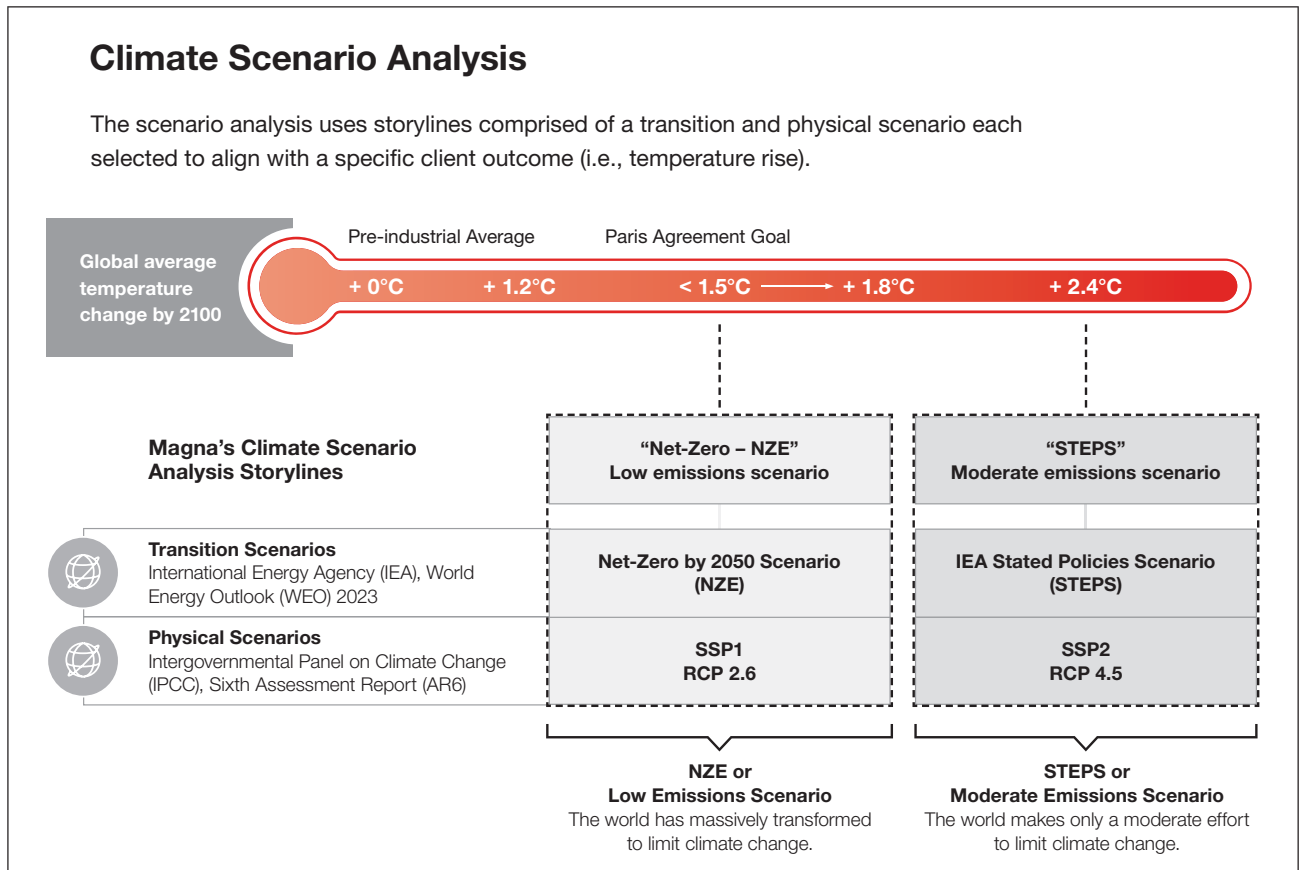 Climate Scenario Analysis
The scenario analysis uses storylines comprised of a transition and physical scenario each
selected to align with a specific client outcome (i.e., temperature rise).
Global average
temperature
change by 2100
Pre-industrial Average
Paris Agreement Goal
+ 0°C
+ 1.2°C
< 1.5°C
+ 1.8°C
+ 2.4°C
Magna’s Climate Scenario
Analysis Storylines
“Net-Zero – NZE”
Low emissions scenario
“STEPS”
Moderate emissions scenario
Transition Scenarios
International Energy Agency (IEA), World
Energy Outlook (WEO) 2023
Net-Zero by 2050 Scenario
(NZE)
IEA Stated Policies Scenario
(STEPS)
Physical Scenarios
Intergovernmental Panel on Climate Change
(IPCC), Sixth Assessment Report (AR6)
SSP1
RCP 2.6
SSP2
RCP 4.5
NZE or
Low Emissions Scenario
The world has massively transformed
to limit climate change.
STEPS or
Moderate Emissions Scenario
The world makes only a moderate effort
to limit climate change.